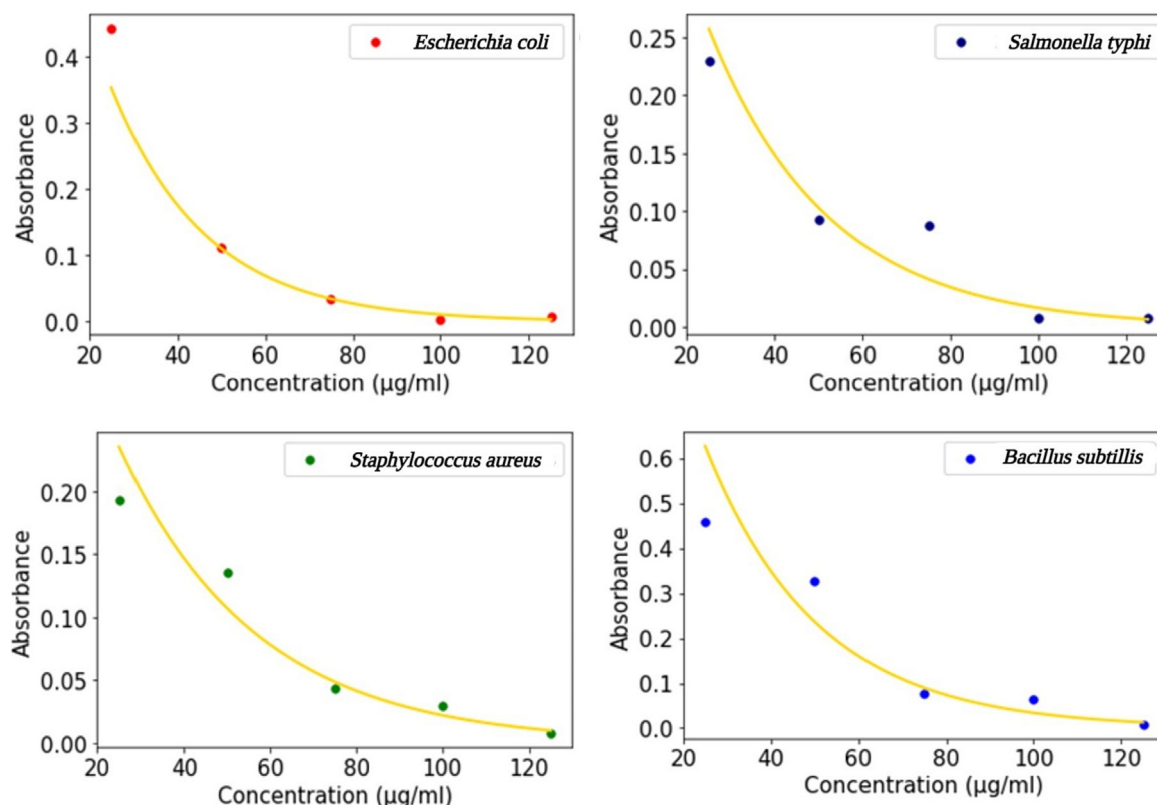 Escherichia coli
Absorbance
0.4
0.3
0.2
0.1
0.0
20 40 60 80 100 120
Concentration (µg/ml)
Salmonella typhi
Absorbance
0.25
0.20
0.15
0.10
0.05
0.00
20 40 60 80 100 120
Concentration (µg/ml)
Staphylococcus aureus
Absorbance
0.20
0.15
0.10
0.05
0.00
20 40 60 80 100 120
Concentration (µg/ml)
Bacillus subtillis
Absorbance
0.6
0.5
0.4
0.3
0.2
0.1
0.0
20 40 60 80 100 120
Concentration (µg/ml)